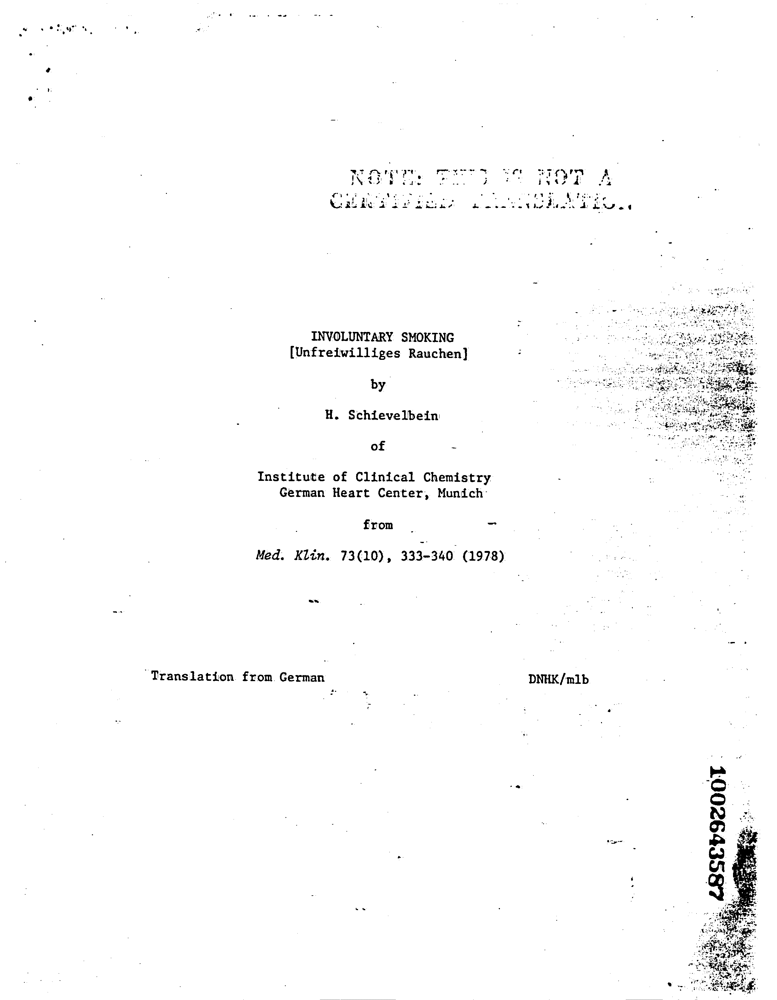 NOTE: THIS IS NOT A
CERTIFIED TRANSLATION
INVOLUNTARY SMOKING
[Unfreiwilliges Rauchen]
by
H. Schievelbein
of
Institute of Clinical Chemistry
German Heart Center, Munich
from
Med. Klin. 73(10), 333-340 (1978)
Translation from German
DNHK/mlb
1002643587